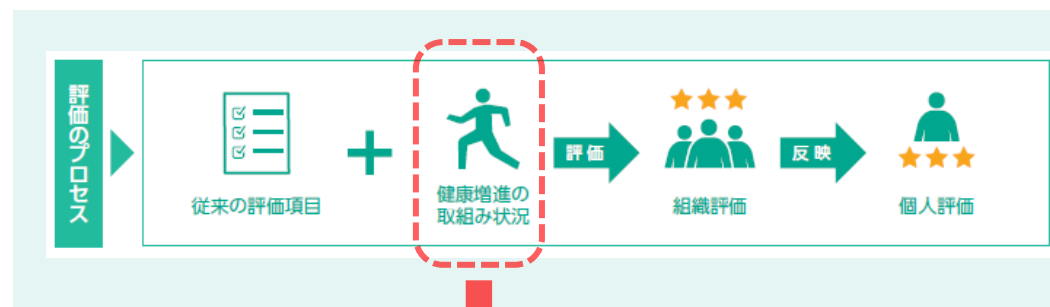 評価のプロセス
従来の評価項目
健康増進の
取組み状況
評価
組織評価
反映
個人評価